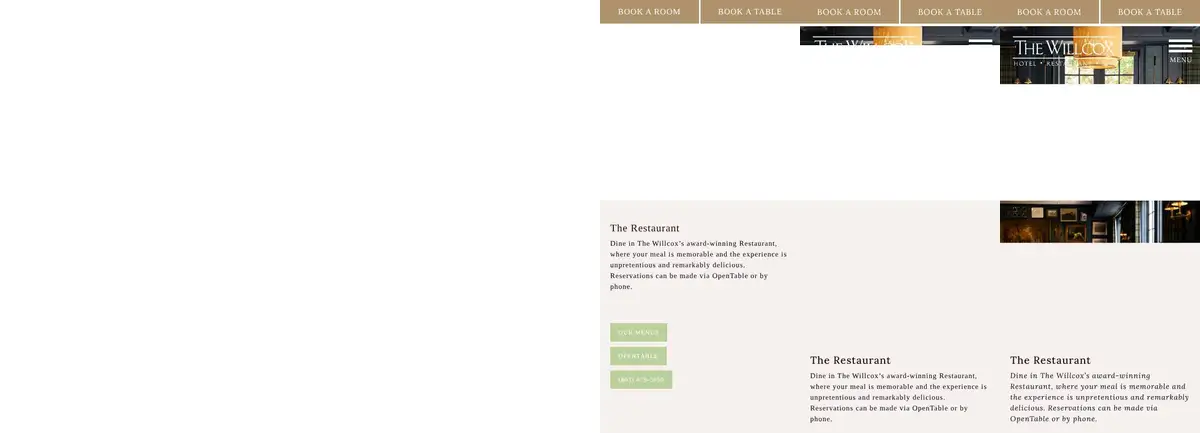 BOOK A ROOM
BOOK A TABLE
BOOK A ROOM
BOOK A TABLE
BOOK A ROOM
BOOK A TABLE
THE WILLCOX
HOTEL •
MENU
The Restaurant
Dine in The Willcox's award-winning Restaurant,
where your meal is memorable and the experience is
unpretentious and remarkably delicious.
Reservations can be made via OpenTable or by
phone.
OUR MENUS
OPENTABLE
The Restaurant
Dine in The Willcox's award-winning Restaurant,
where your meal is memorable and the experience is
unpretentious and remarkably delicious.
Reservations can be made via OpenTable or by
phone.
The Restaurant
Dine in The Willcox's award-winning
Restaurant, where your meal is memorable and
the experience is unpretentious and remarkably
delicious. Reservations can be made via
OpenTable or by phone.